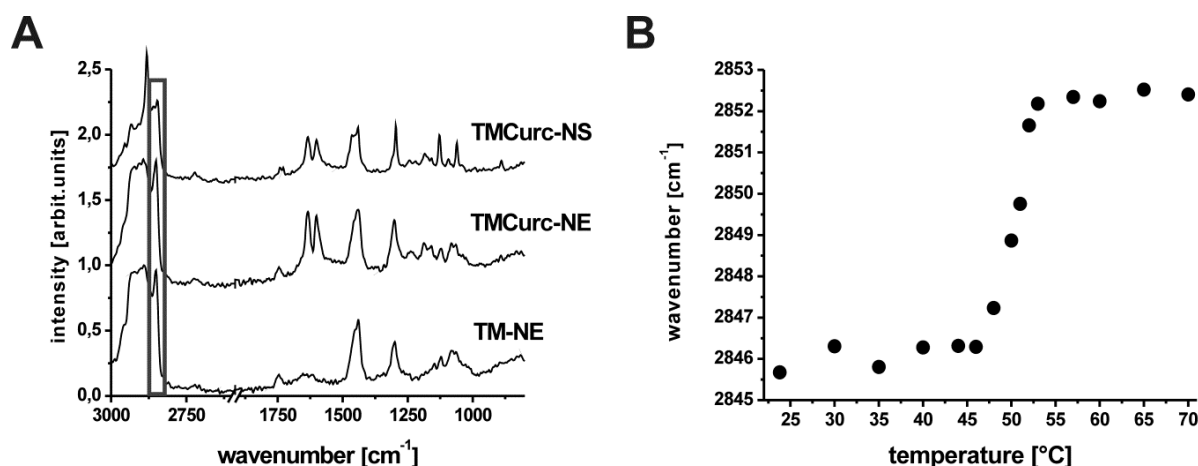 A
intensity [arbit.units]
2,5
2,0
1,5
1,0
0,5
0,0
TMCurc-NS
TMCurc-NE
TM-NE
3000 2750 1750 1500 1250 1000
wavenumber [cm-1]
B
wavenumber [cm-1]
2853
2852
2851
2850
2849
2848
2847
2846
2845
25 30 35 40 45 50 55 60 65 70
temperature [°C]